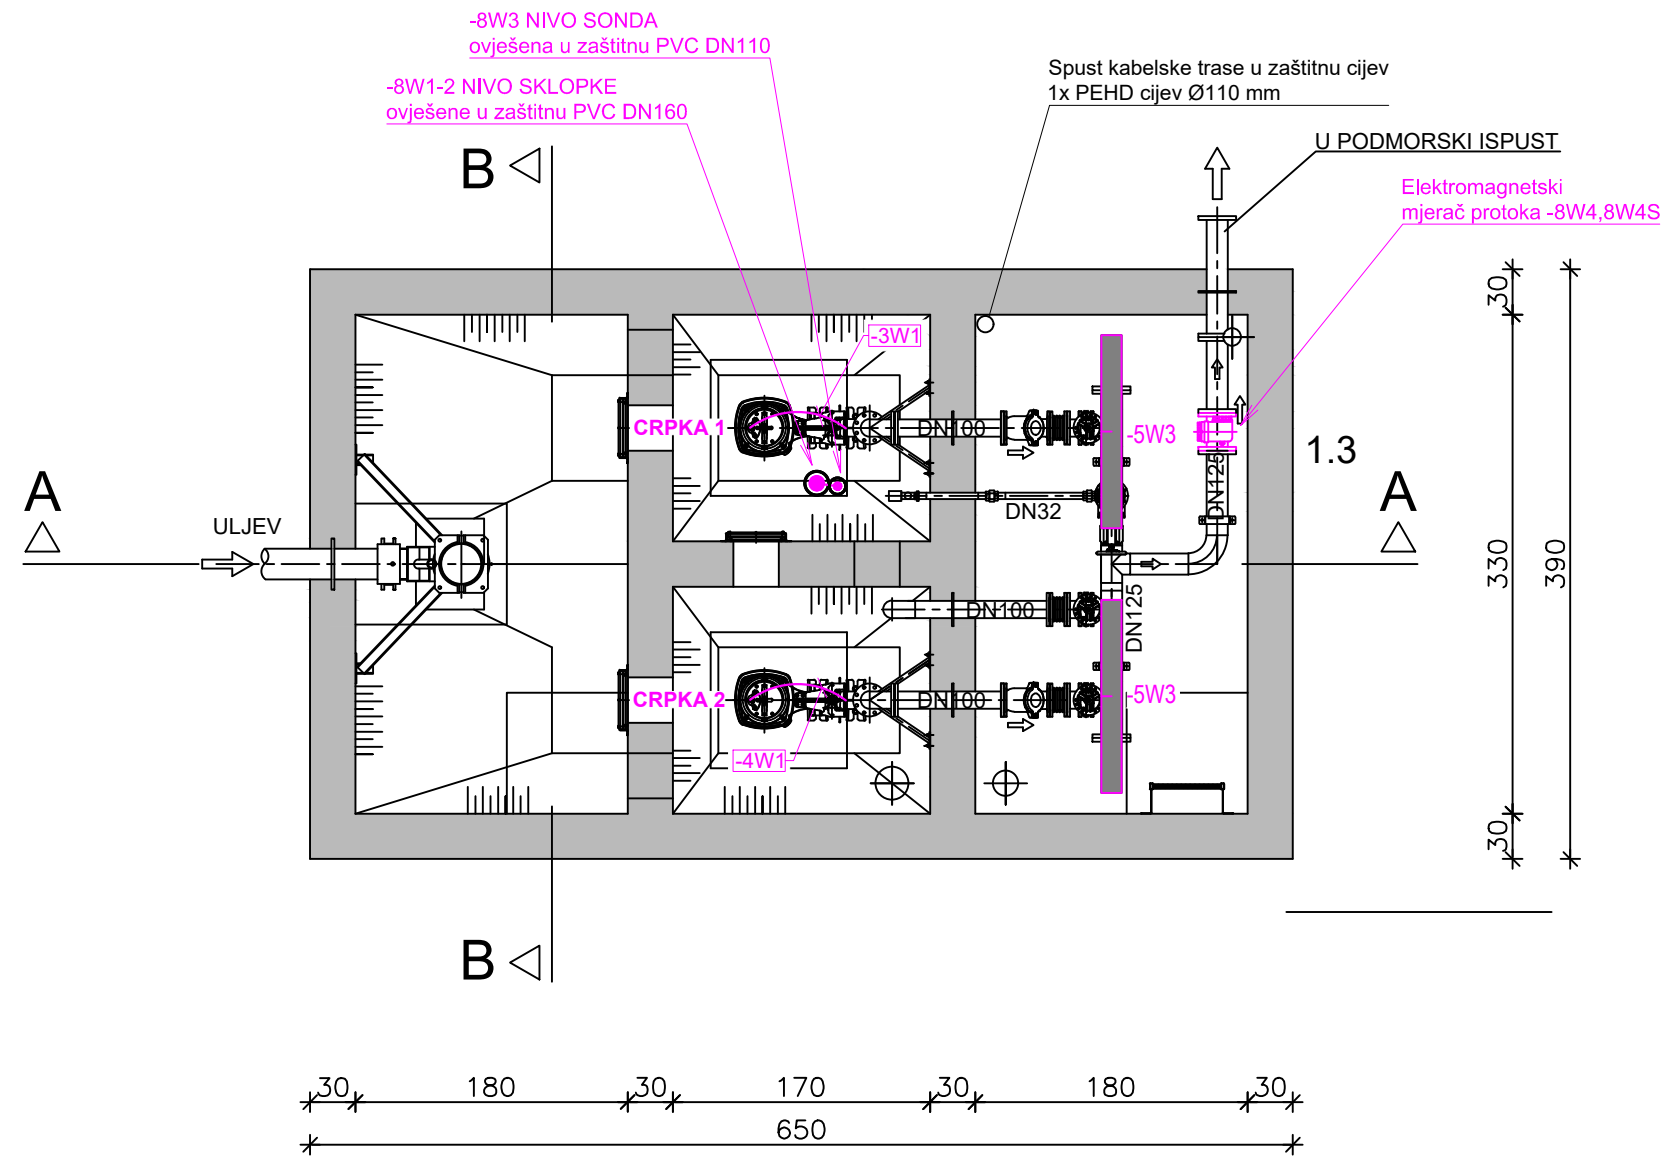 -8W3 NIVO SONDA
ovješena u zaštitnu PVC DN110
-8W1-2 NIVO SKLOPKE
ovješene u zaštitnu PVC DN160
Spust kabelske trase u zaštitnu cijev
1x PEHD cijev Ø110 mm
U PODMORSKI ISPUST
Elektromagnetski
mjerač protoka -8W4,8W4S
B
-3W1
CRPKA 1
DN100
-5W3
1.3
DN125
A
A
ULJEV
DN32
DN100
DN125
CRPKA 2
DN100
-5W3
-4W1
B
30
330
390
30
30
180
30
170
30
180
30
650